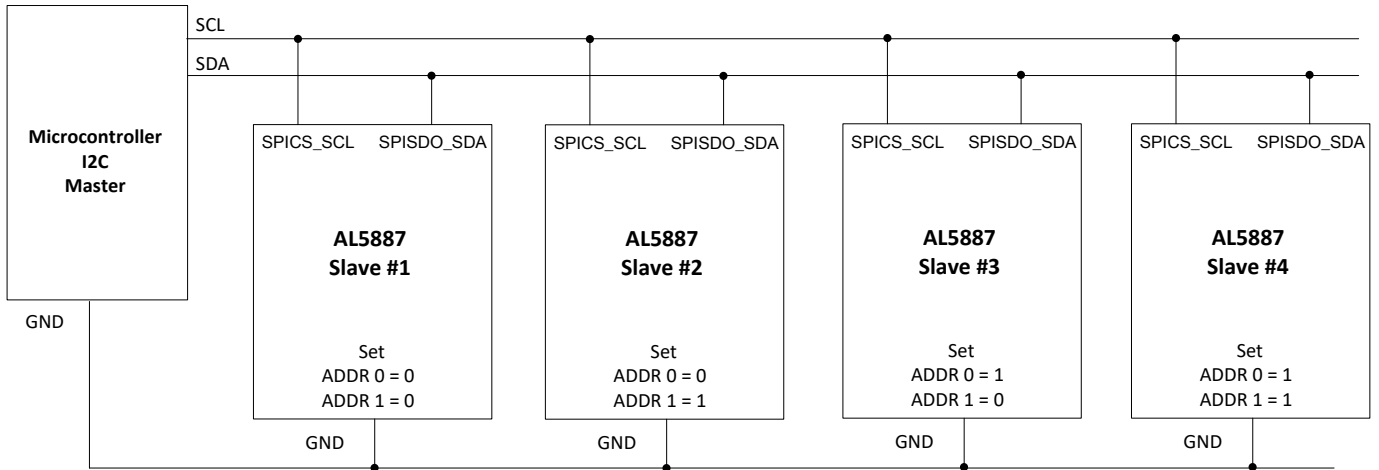 SCL
SDA
Microcontroller
I2C
Master
GND
SPICS_SCL SPISDO_SDA
AL5887
Slave #1
Set
ADDR 0 = 0
ADDR 1 = 0
GND
SPICS_SCL SPISDO_SDA
AL5887
Slave #2
Set
ADDR 0 = 0
ADDR 1 = 1
GND
SPICS_SCL SPISDO_SDA
AL5887
Slave #3
Set
ADDR 0 = 1
ADDR 1 = 0
GND
SPICS_SCL SPISDO_SDA
AL5887
Slave #4
Set
ADDR 0 = 1
ADDR 1 = 1
GND